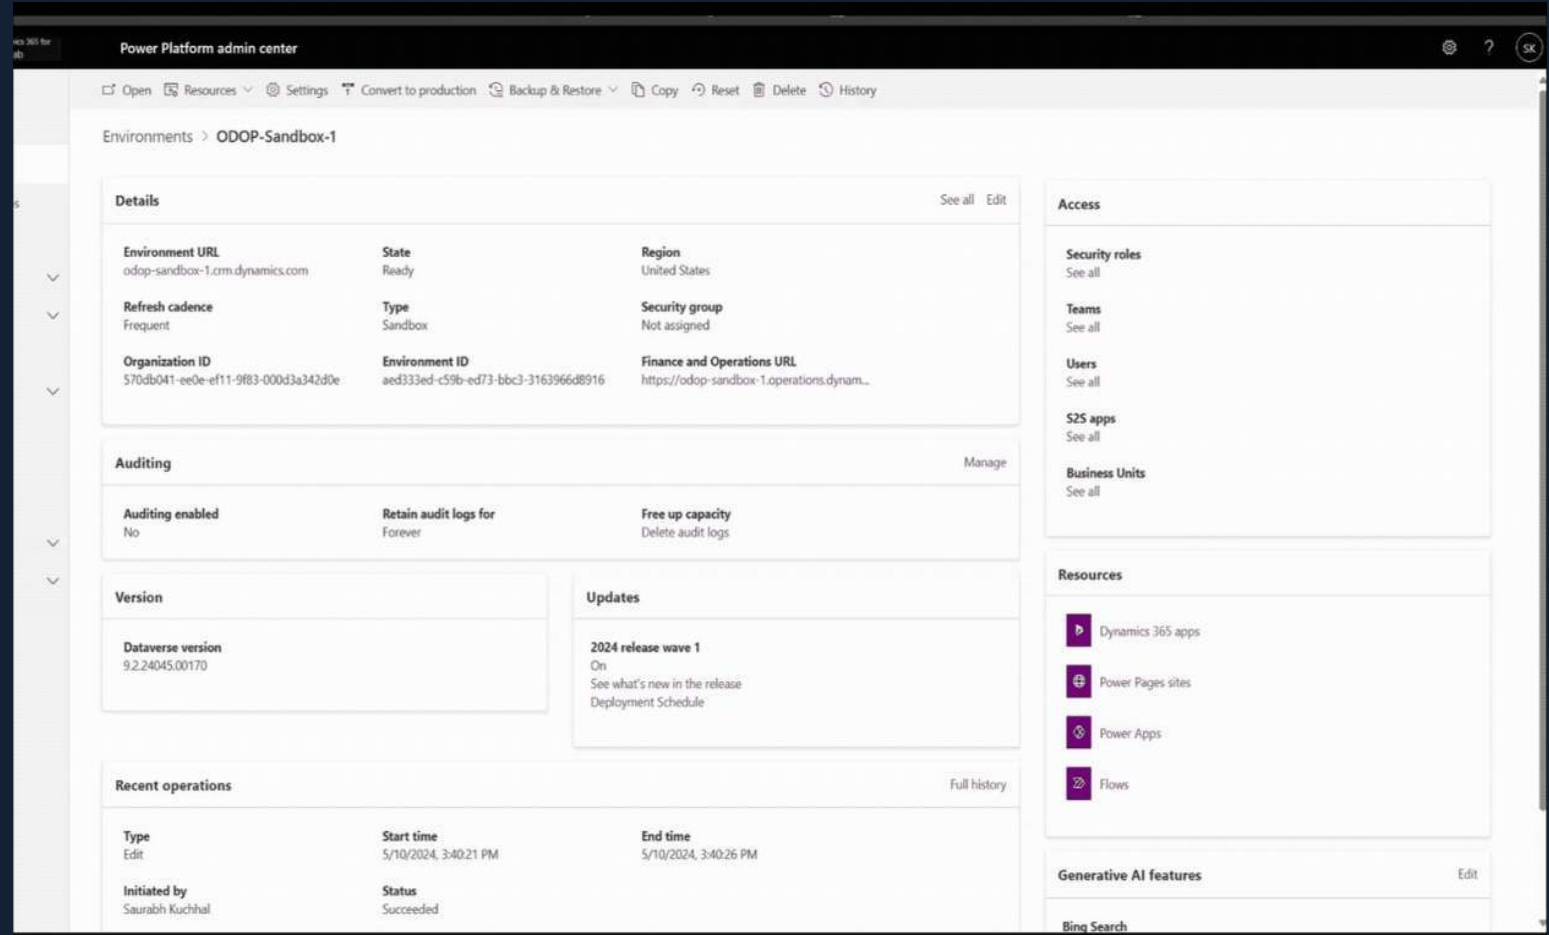 Power Platform admin center
? SK
Open Resources Settings Convert to production Backup & Restore Copy Reset Delete History
Environments > ODOP-Sandbox-1
Details See all Edit
Environment URL State Region
odop-sandbox-1.crm.dynamics.com Ready United States
Refresh cadence Type Security group
Frequent Sandbox Not assigned
Organization ID Environment ID Finance and Operations URL
570db041-ee0e-ef11-9f83-000d3a342d0e aed333ed-c59b-ed73-bbc3-3163966d8916 https://odop-sandbox-1.operations.dynam...
Auditing Manage
Auditing enabled Retain audit logs for Free up capacity
No Forever Delete audit logs
Version
Dataverse version
9.2.24045.00170
Updates
2024 release wave 1
On
See what's new in the release
Deployment Schedule
Recent operations Full history
Type Start time End time
Edit 5/10/2024, 3:40:21 PM 5/10/2024, 3:40:26 PM
Initiated by Status
Saurabh Kuchhal Succeeded
Access
Security roles
See all
Teams
See all
Users
See all
S2S apps
See all
Business Units
See all
Resources
Dynamics 365 apps
Power Pages sites
Power Apps
Flows
Generative AI features Edit
Bing Search